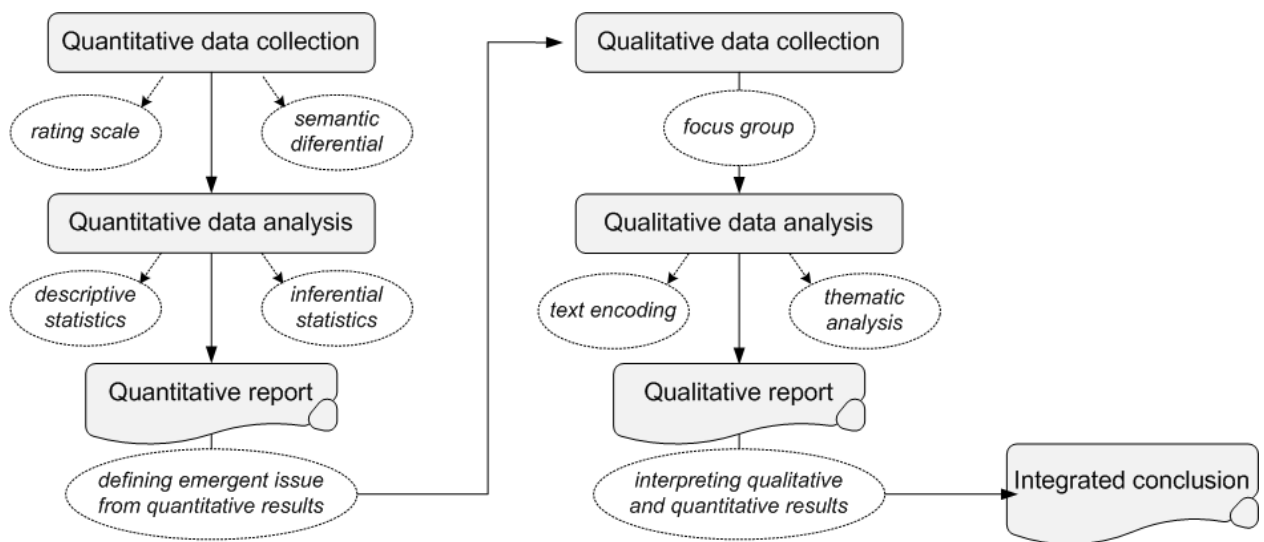 Quantitative data collection
rating scale
semantic
diferential
Quantitative data analysis
descriptive
statistics
inferential
statistics
Quantitative report
defining emergent issue
from quantitative results
Qualitative data collection
focus group
Qualitative data analysis
text encoding
thematic
analysis
Qualitative report
interpreting qualitative
and quantitative results
Integrated conclusion